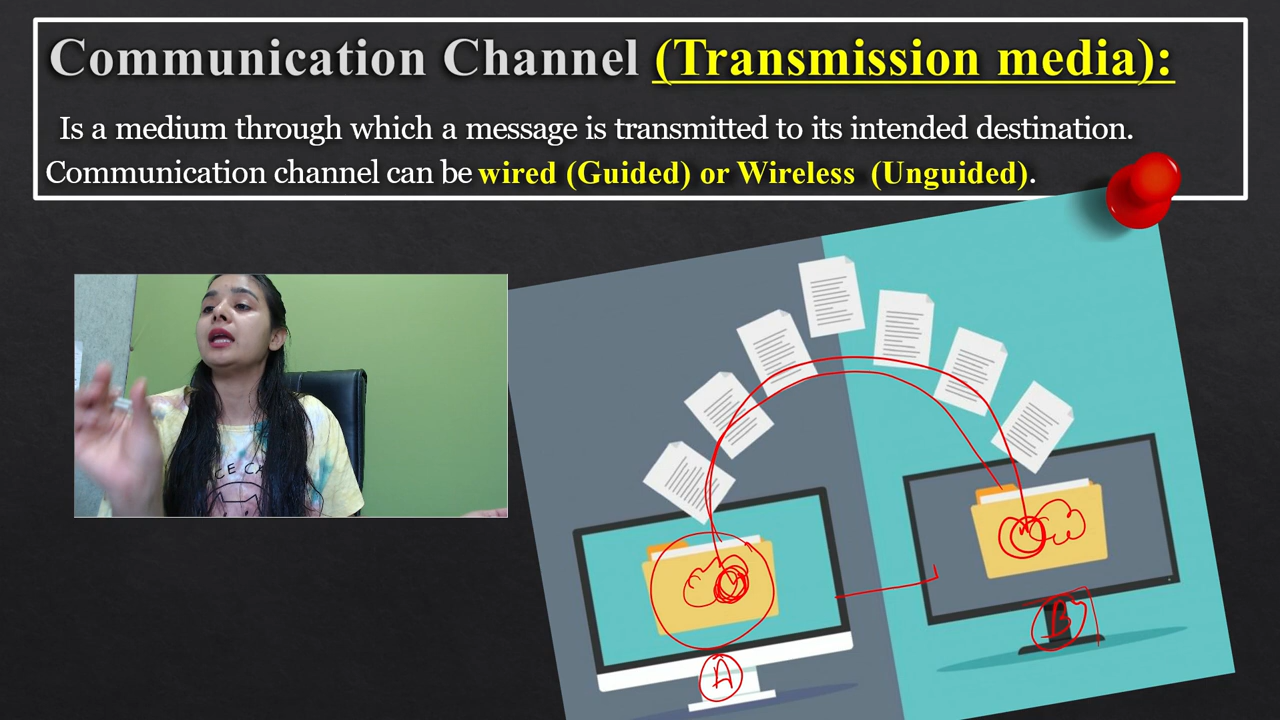 Communication Channel (Transmission media):
Is a medium through which a message is transmitted to its intended destination.
Communication channel can be wired (Guided) or Wireless (Unguided).
A
B